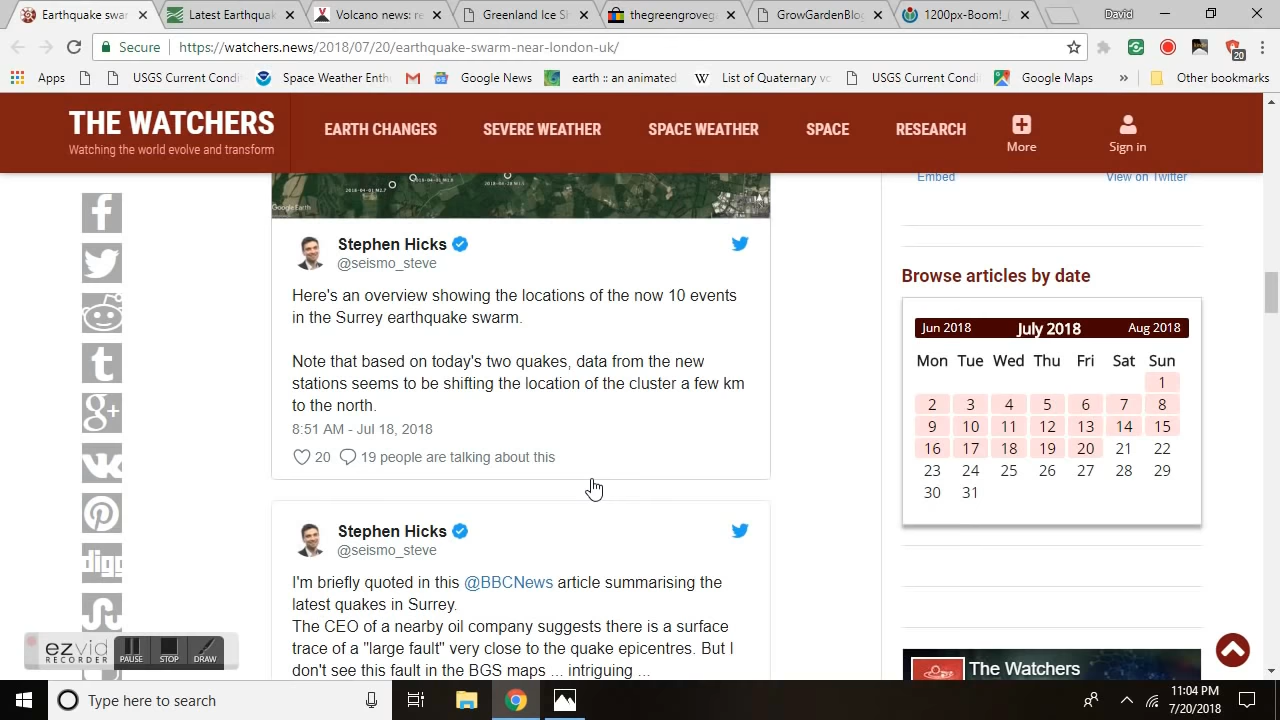 Earthquake swar
Latest Earthquak
Volcano news: re
Greenland Ice Sh
thegreengroveg
GrowGardenBlog
1200px-Boom!_
David
Secure
https://watchers.news/2018/07/20/earthquake-swarm-near-london-uk/
20
Apps
USGS Current Condi
Space Weather Enth
Google News
earth :: an animated
List of Quaternary vo
USGS Current Condi
Google Maps
Other bookmarks
THE WATCHERS
Watching the world evolve and transform
EARTH CHANGES
SEVERE WEATHER
SPACE WEATHER
SPACE
RESEARCH
More
Sign in
Google Earth
Embed
View on Twitter
Stephen Hicks
@seismo_steve
Here's an overview showing the locations of the now 10 events
in the Surrey earthquake swarm.
Note that based on today's two quakes, data from the new
stations seems to be shifting the location of the cluster a few km
to the north.
8:51 AM - Jul 18, 2018
20
19 people are talking about this
Stephen Hicks
@seismo_steve
I'm briefly quoted in this @BBCNews article summarising the
latest quakes in Surrey.
The CEO of a nearby oil company suggests there is a surface
trace of a "large fault" very close to the quake epicentres. But I
don't see this fault in the BGS maps ... intriguing ...
Browse articles by date
Jun 2018 July 2018 Aug 2018
Mon Tue Wed Thu Fri Sat Sun
1
2 3 4 5 6 7 8
9 10 11 12 13 14 15
16 17 18 19 20 21 22
23 24 25 26 27 28 29
30 31
The Watchers
digg
ezvid
RECORDER
PAUSE
STOP
DRAW
Type here to search
11:04 PM
7/20/2018